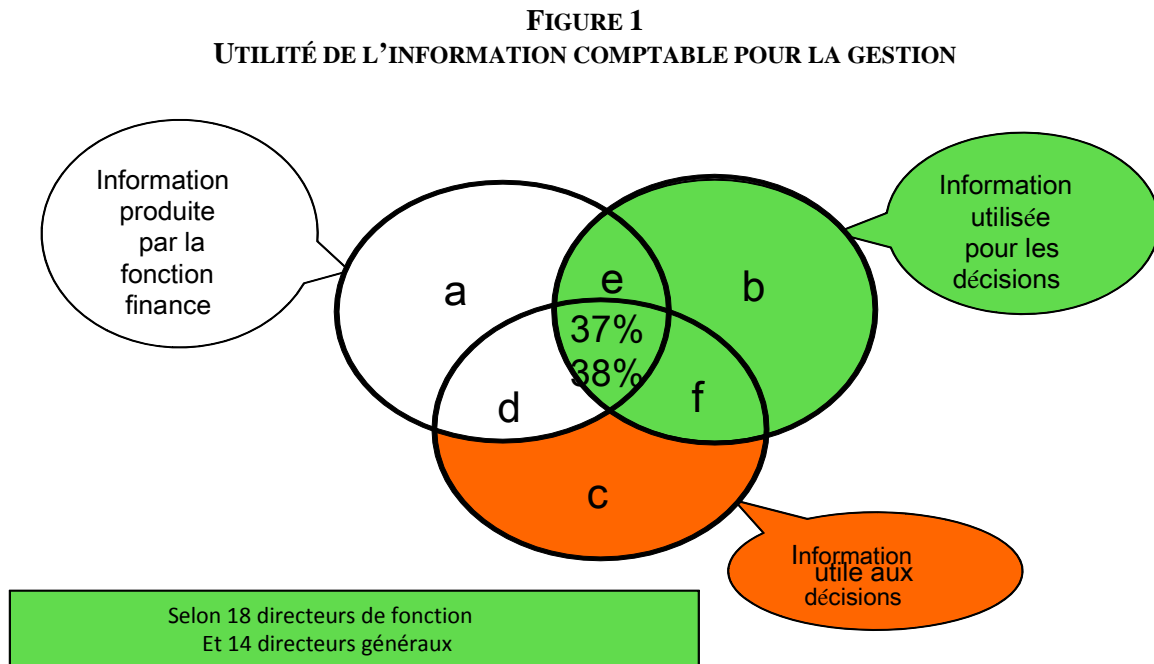 FIGURE 1
UTILITÉ DE L’INFORMATION COMPTABLE POUR LA GESTION
Information
produite
par la
fonction
finance
Information
utilisée
pour les
décisions
a
e
b
37%
38%
d
f
c
Information
utile aux
décisions
Selon 18 directeurs de fonction
Et 14 directeurs généraux